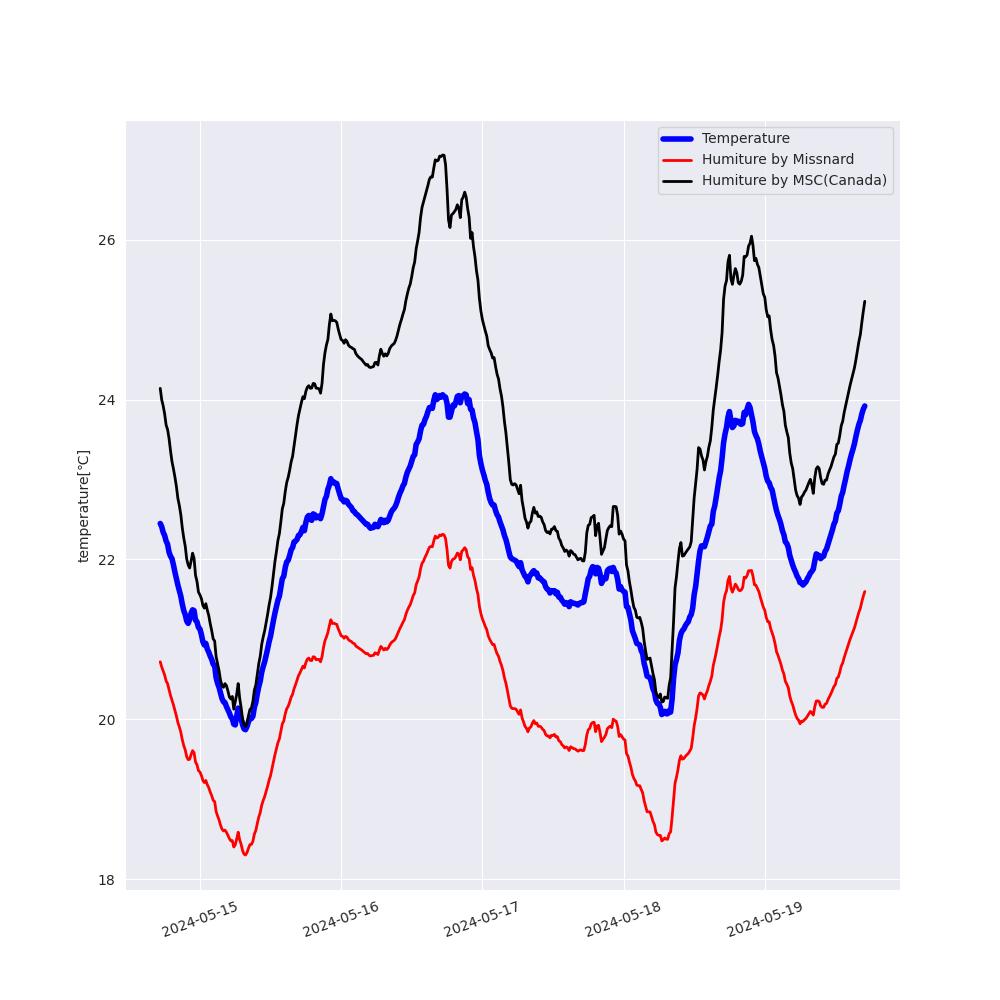 Temperature
Humiture by Missnard
Humiture by MSC(Canada)
temperature[℃]
26
24
22
20
18
2024-05-15
2024-05-16
2024-05-17
2024-05-18
2024-05-19